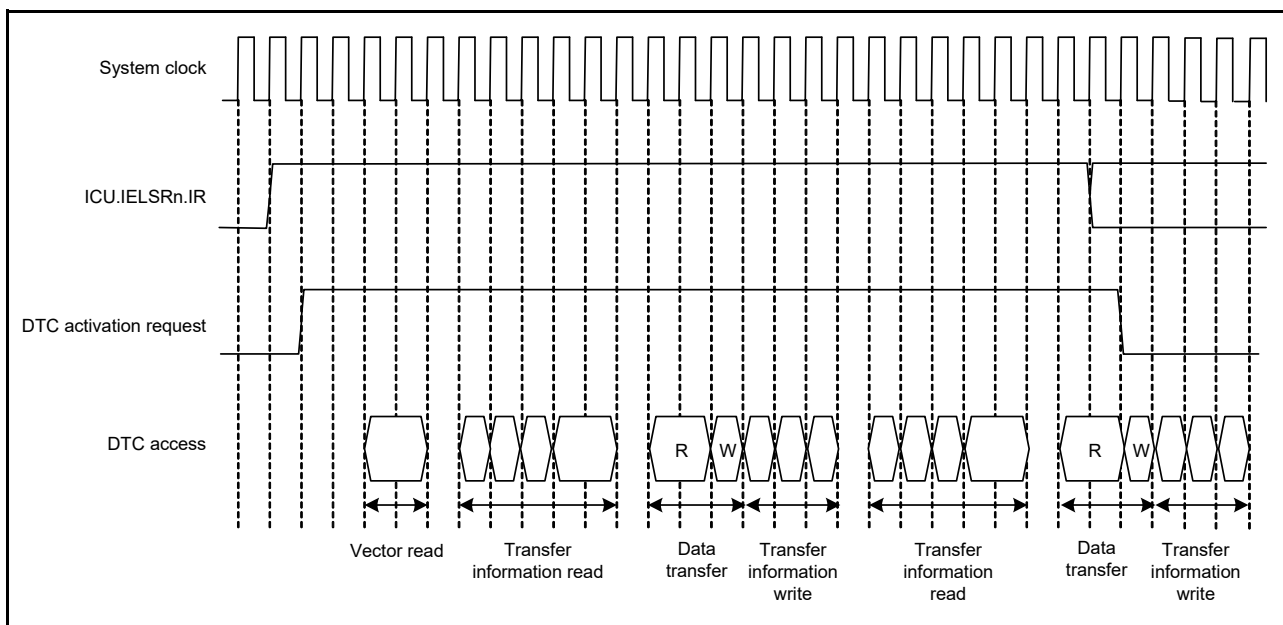 System clock
ICU.IELSRn.IR
DTC activation request
DTC access
R
W
R
W
Vector read
Transfer
information read
Data
transfer
Transfer
information
write
Transfer
information
read
Data
transfer
Transfer
information
write